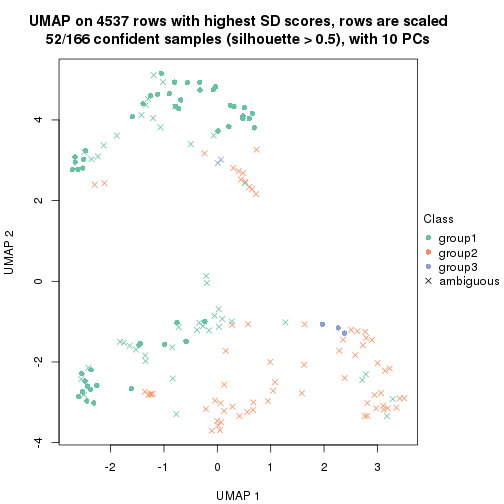 UMAP on 4537 rows with highest SD scores, rows are scaled
52/166 confident samples (silhouette > 0.5), with 10 PCs
4
2
0
-2
-4
UMAP 2
-2
-1
0
1
2
3
UMAP 1
Class
group1
group2
group3
ambiguous